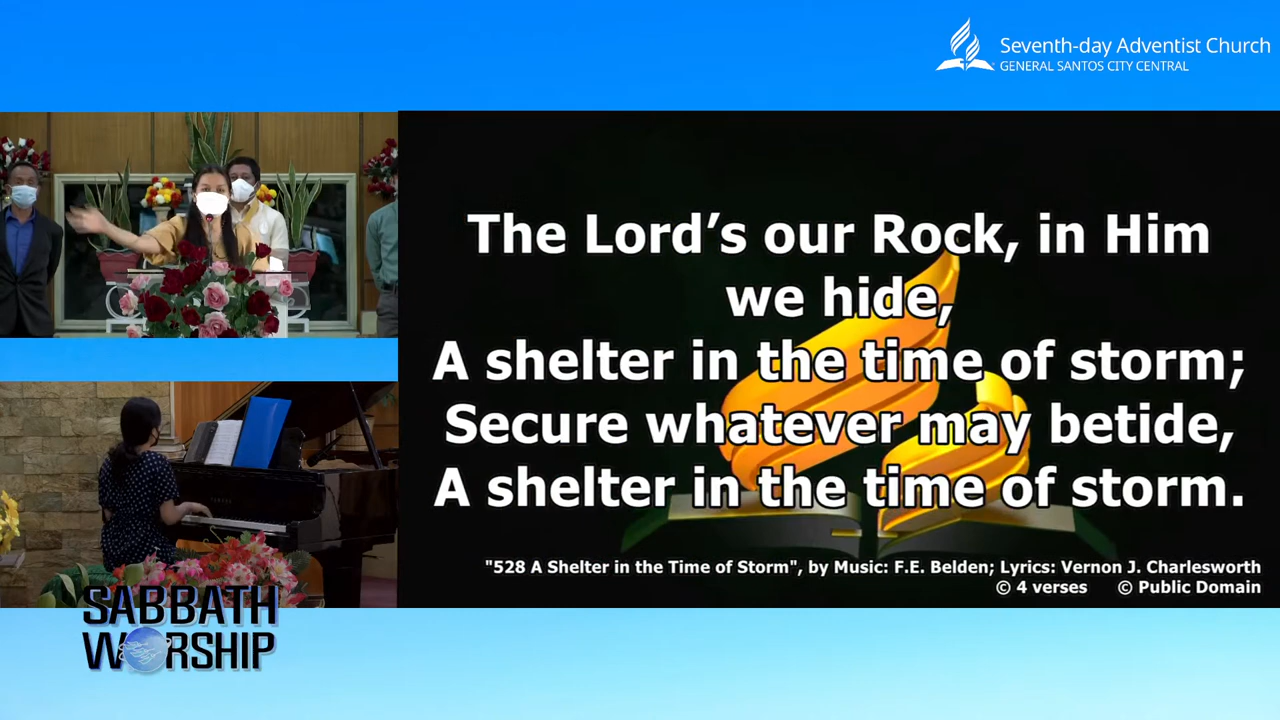 Seventh-day Adventist Church
GENERAL SANTOS CITY CENTRAL
The Lord’s our Rock, in Him
we hide,
A shelter in the time of storm;
Secure whatever may betide,
A shelter in the time of storm.
"528 A Shelter in the Time of Storm", by Music: F.E. Belden; Lyrics: Vernon J. Charlesworth
© 4 verses © Public Domain
SABBATH
WORSHIP